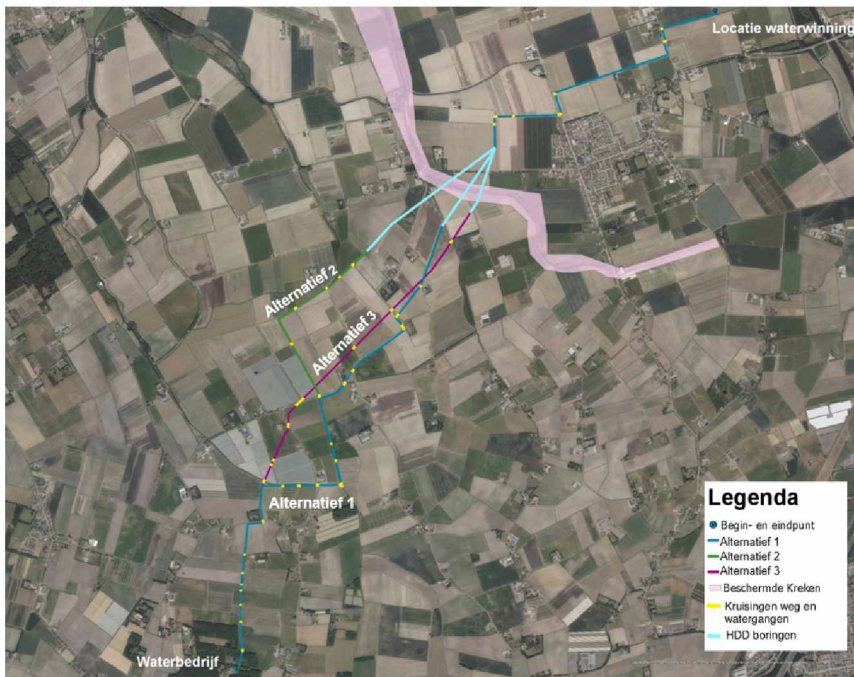 Locatie waterwinning
Alternatief 2
Alternatief 3
Alternatief 1
Waterbedrijf
Legenda
Begin- en eindpunt
Alternatief 1
Alternatief 2
Alternatief 3
Beschermde Kreken
Kruisingen weg en
watergangen
HDD boringen